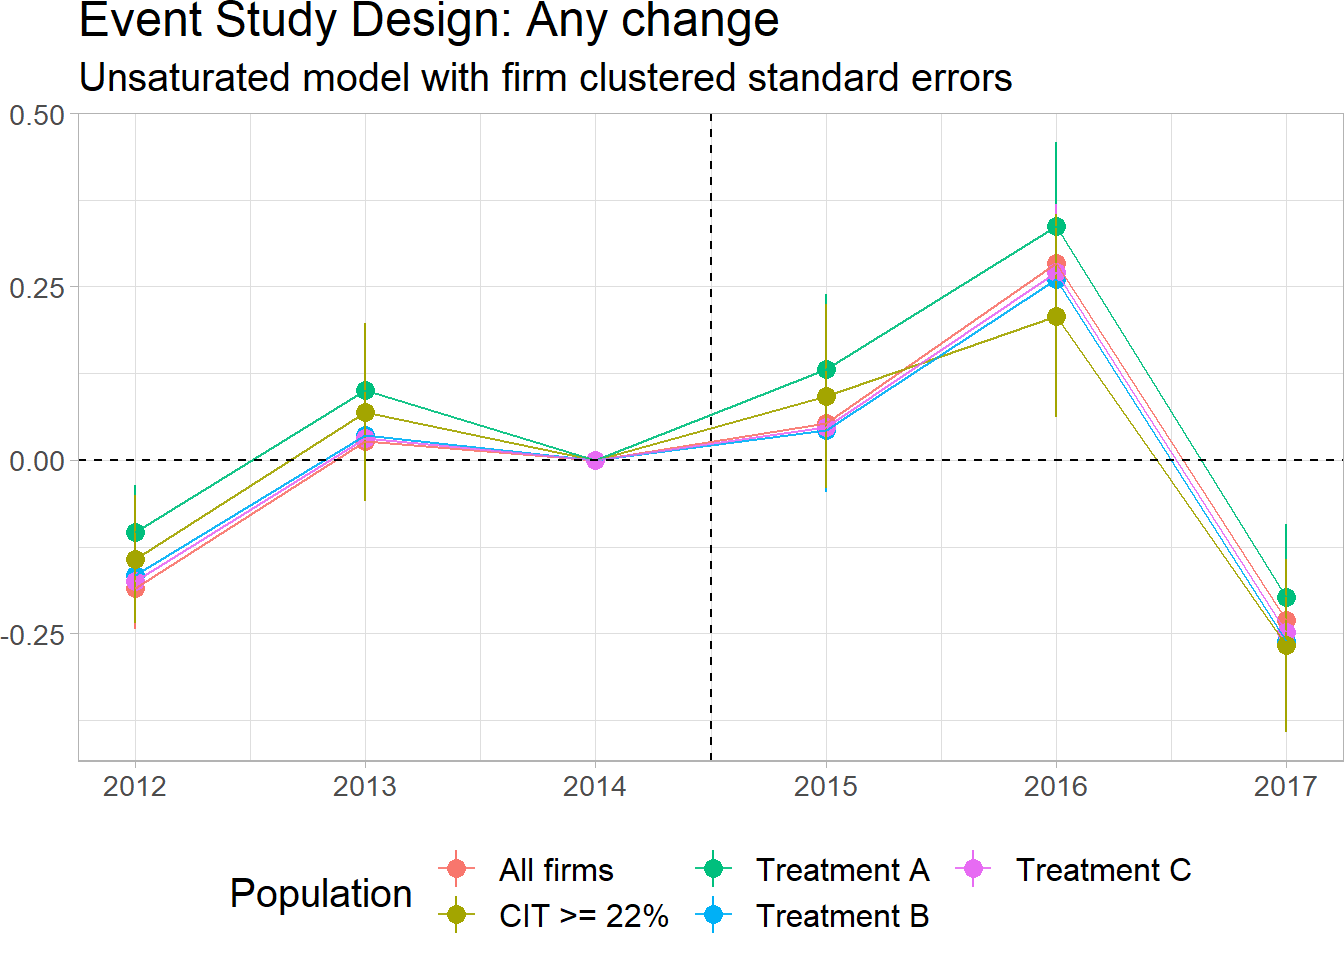 Event Study Design: Any change
Unsaturated model with firm clustered standard errors
0.50
0.25
0.00
-0.25
2012 2013 2014 2015 2016 2017
Population
All firms
CIT >= 22%
Treatment A
Treatment B
Treatment C